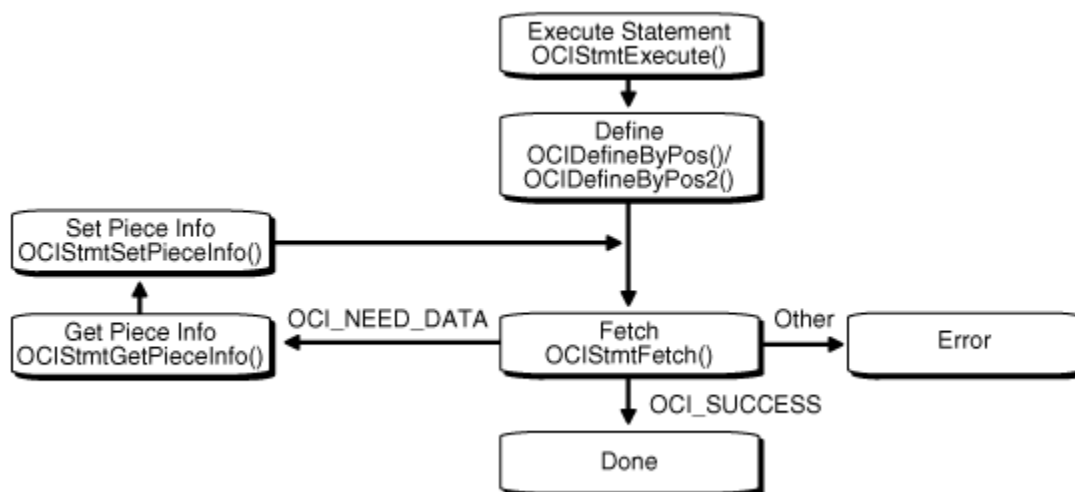 Execute Statement
OCIStmtExecute()
Define
OCIDefineByPos()/
OCIDefineByPos2()
Set Piece Info
OCIStmtSetPieceInfo()
Get Piece Info
OCIStmtGetPieceInfo()
OCI_NEED_DATA
Fetch
OCIStmtFetch()
Other
Error
OCI_SUCCESS
Done